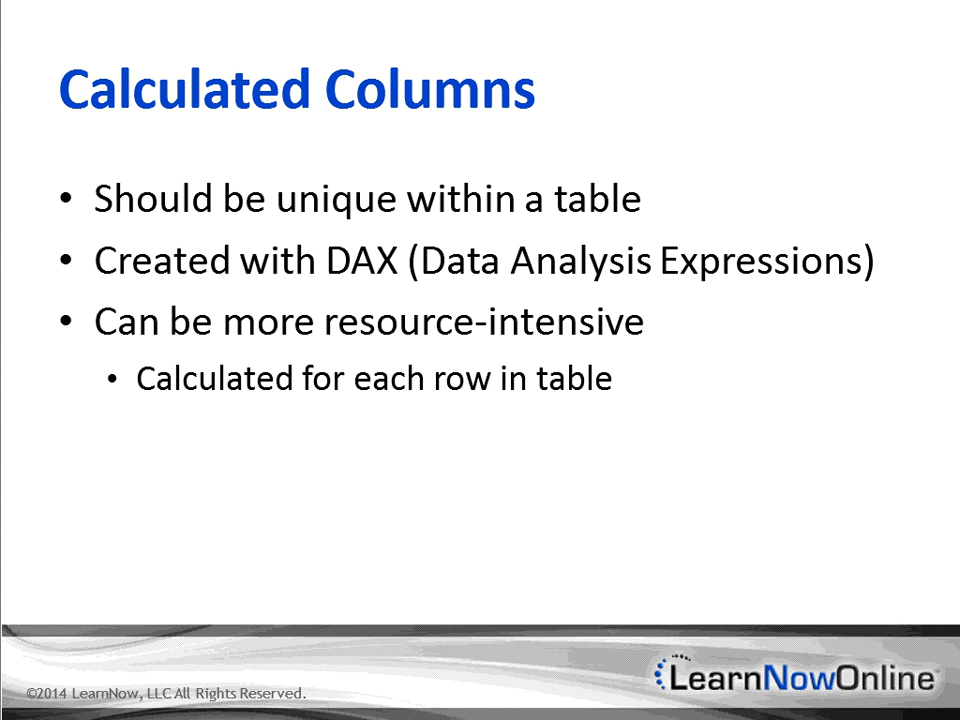 Calculated Columns
• Should be unique within a table
• Created with DAX (Data Analysis Expressions)
• Can be more resource-intensive
• Calculated for each row in table
©2014 LearnNow, LLC All Rights Reserved.
LearnNowOnline